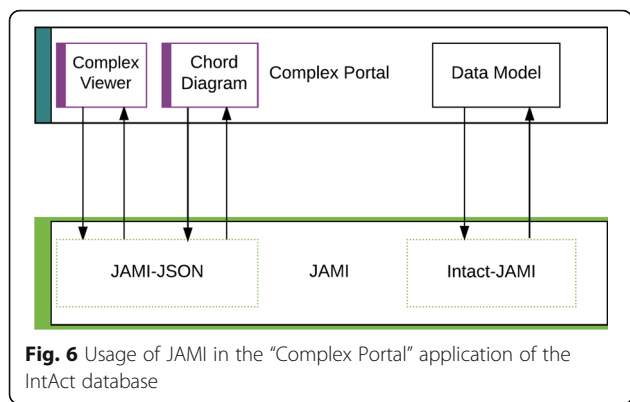 Complex
Viewer
Chord
Diagram
Complex Portal
Data Model
JAMI-JSON
JAMI
Intact-JAMI
Fig. 6 Usage of JAMI in the “Complex Portal” application of the
IntAct database